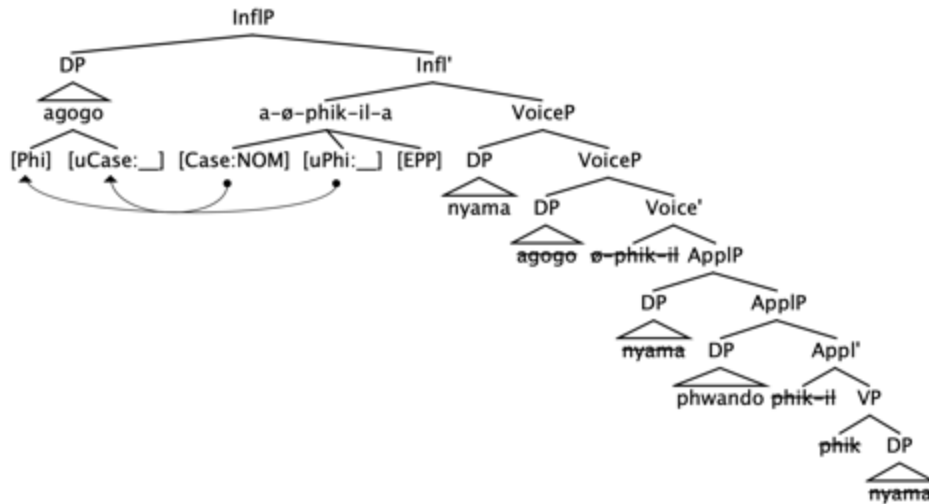 InflP
DP Infl'
agogo a-ø-phik-il-a VoiceP
[Phi] [uCase:__] [Case:NOM] [uPhi:__] [EPP] DP VoiceP
nyama DP Voice'
agogo ø-phik-il ApplP
DP ApplP
nyama DP Appl'
phwando phik-il VP
phik DP
nyama